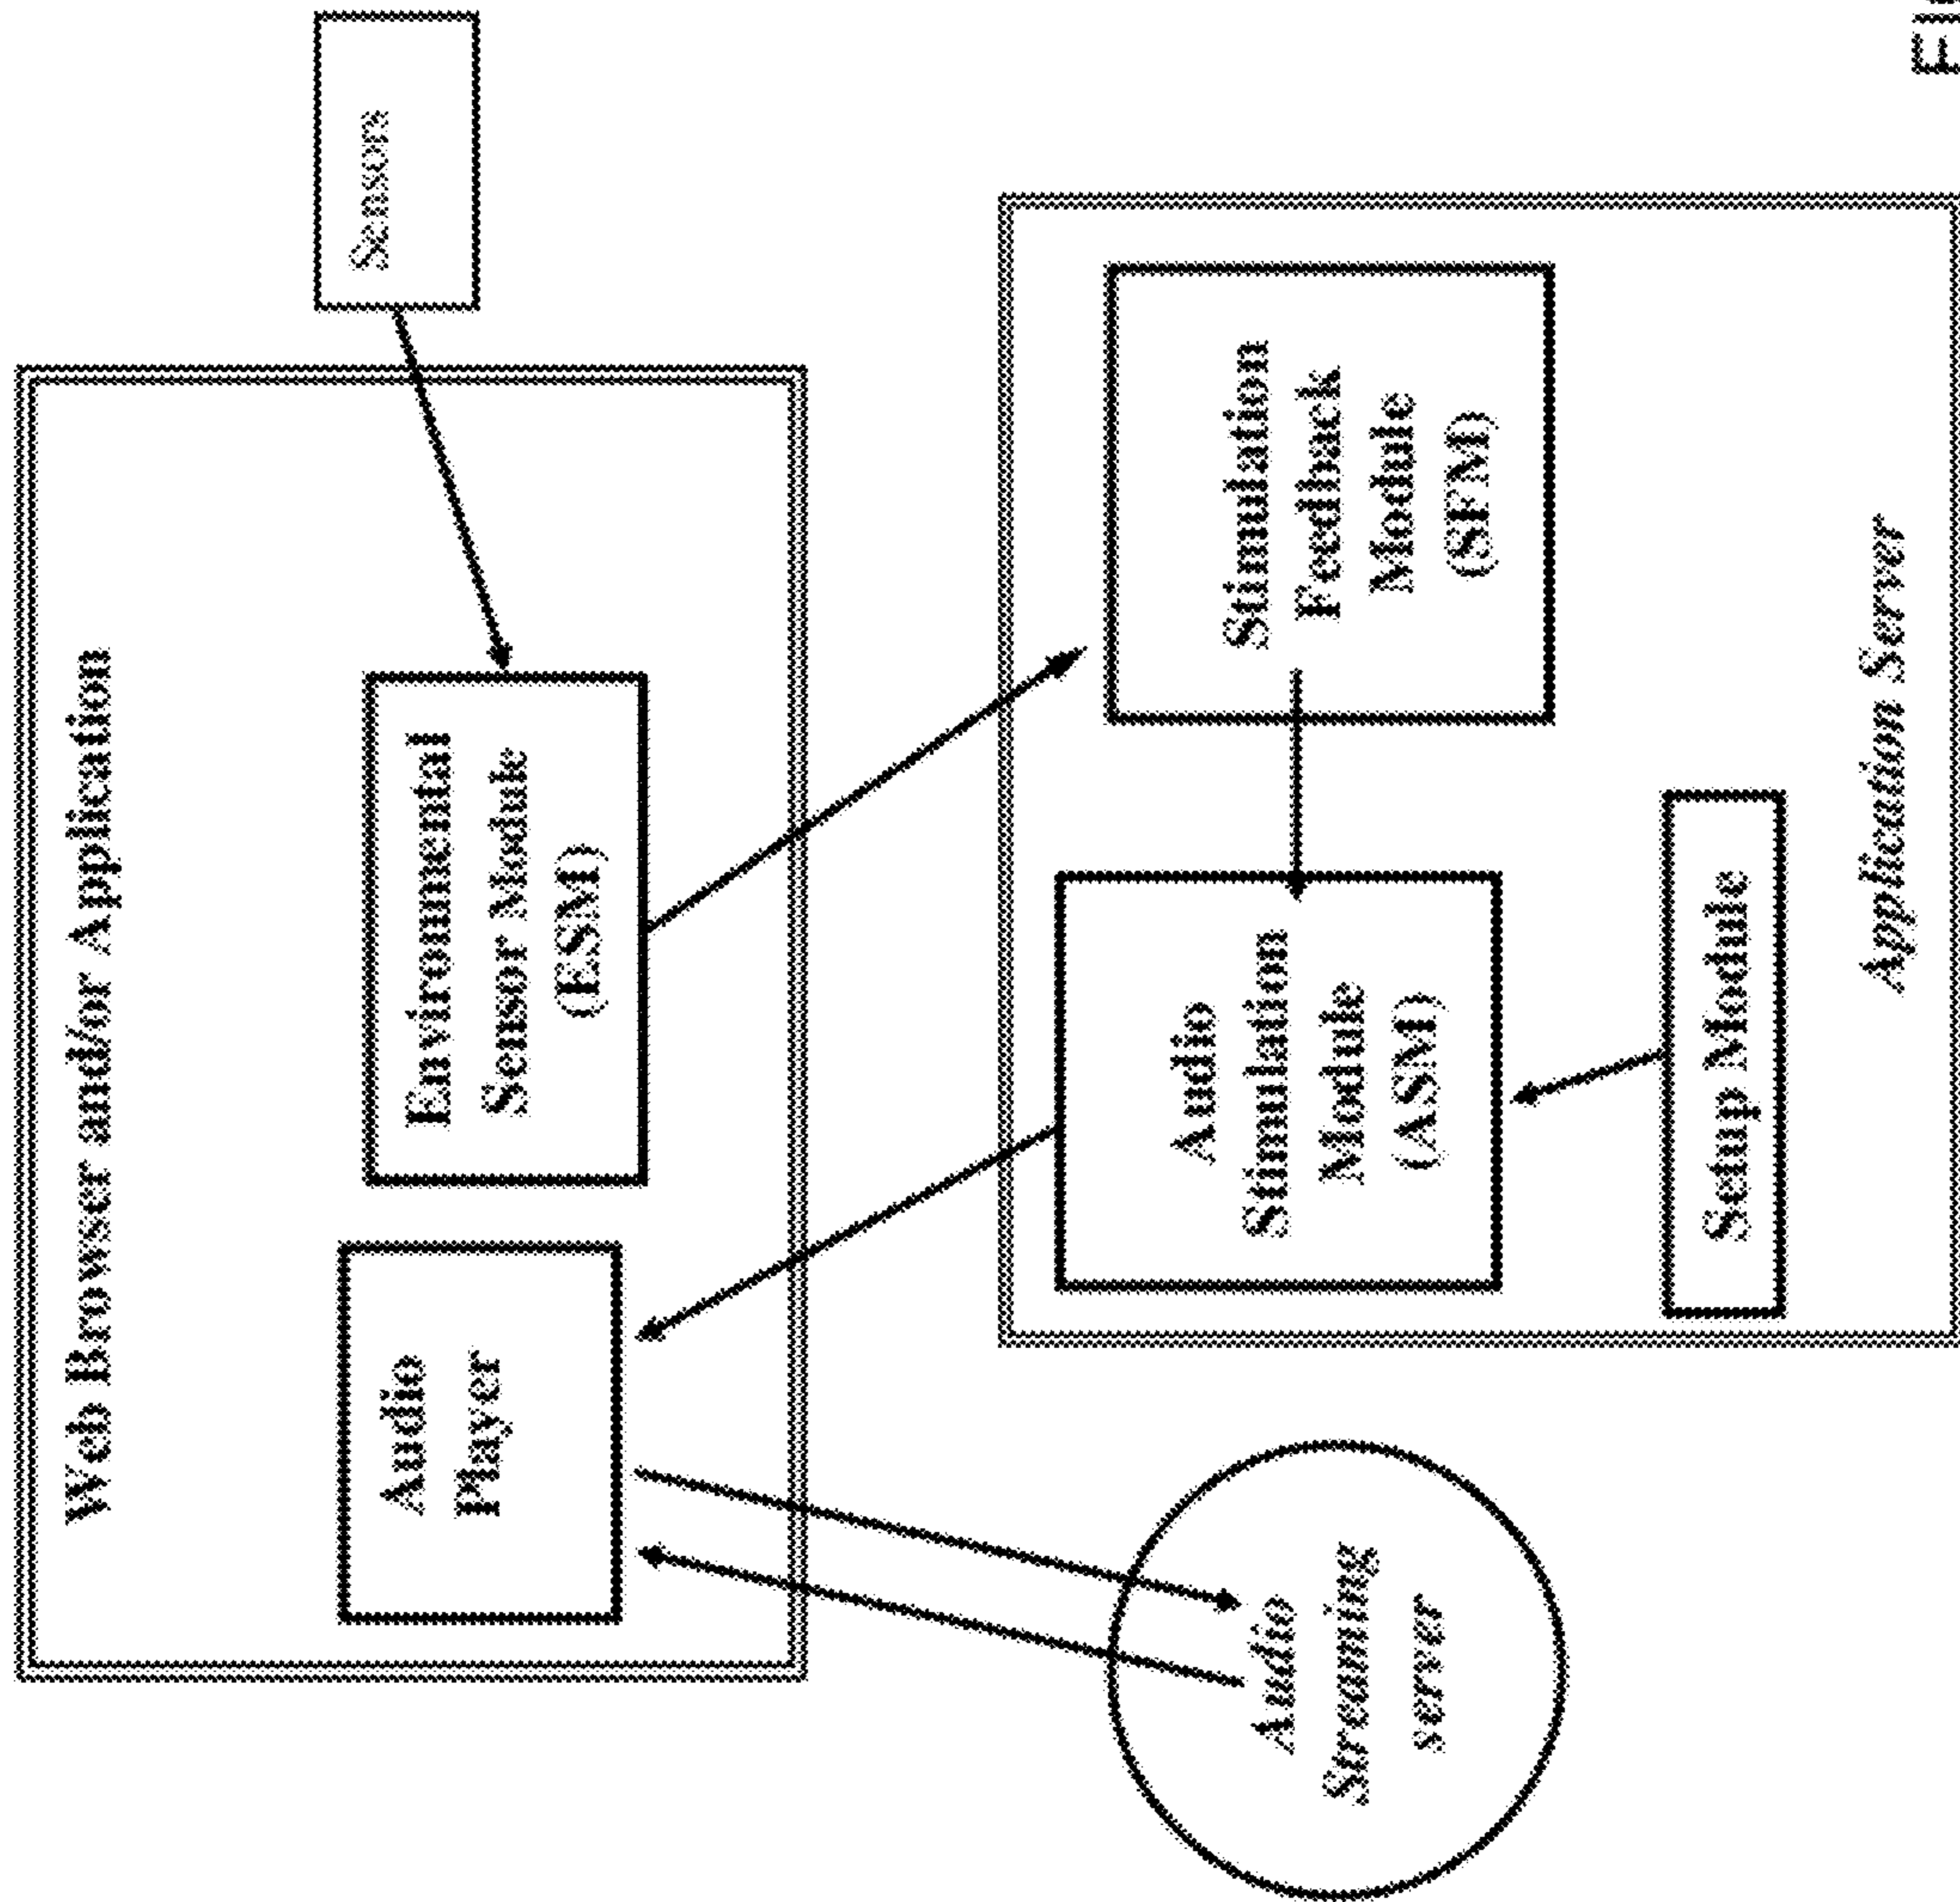 Web Browser and/or Application
Audio
Player
Environmental
Sensor Module
(ESM)
Sensors
Audio
Stimulation
Module
(ASM)
Stimulation
Feedback
Module
(SFM)
Setup Module
Application Server
Audio
Streaming
server